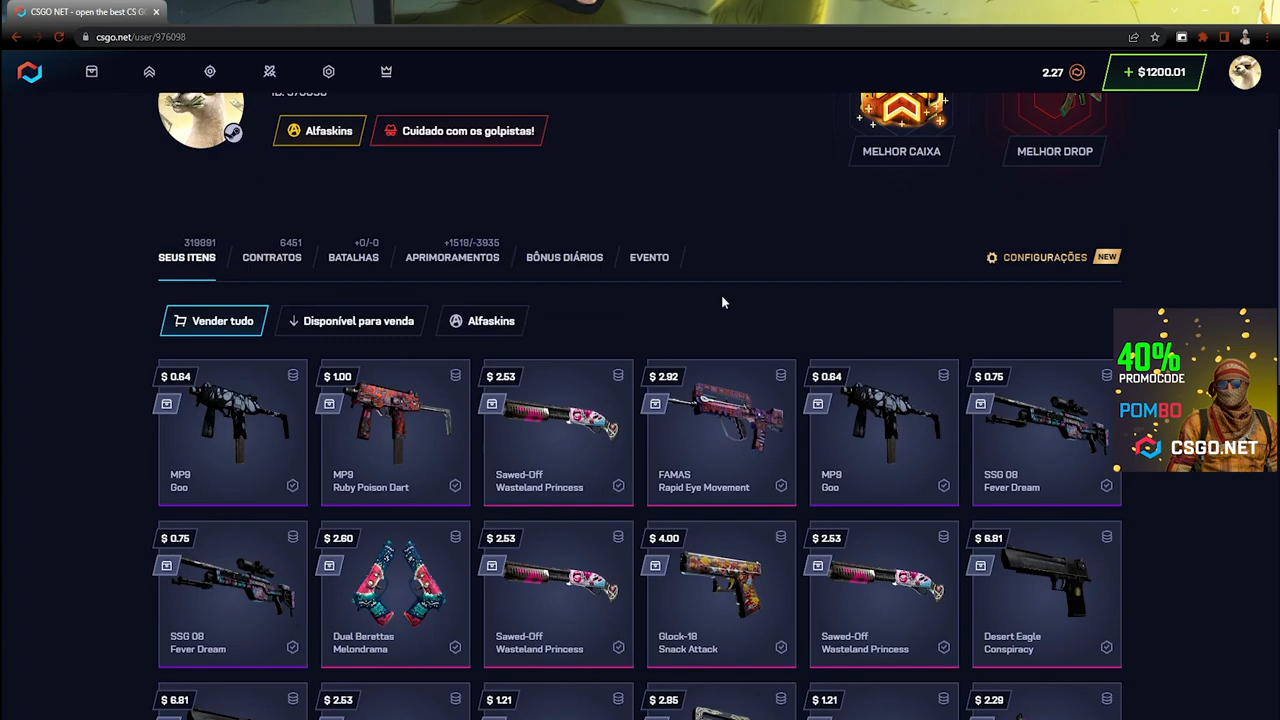 CSGO NET - open the best CS G
csgo.net/user/976098
2.27
+ $1200.01
Alfaskins
Cuidado com os golpistas!
MELHOR CAIXA
MELHOR DROP
319891
6451
+0/-0
+1518/-3935
SEUS ITENS
CONTRATOS
BATALHAS
APRIMORAMENTOS
BÔNUS DIÁRIOS
EVENTO
CONFIGURAÇÕES
NEW
Vender tudo
Disponível para venda
Alfaskins
40%
PROMOCODE
POMBO
CSGO.NET
$ 0.64
MP9
Goo
$ 1.00
MP9
Ruby Poison Dart
$ 2.53
Sawed-Off
Wasteland Princess
$ 2.92
FAMAS
Rapid Eye Movement
$ 0.64
MP9
Goo
$ 0.75
SSG 08
Fever Dream
$ 0.75
SSG 08
Fever Dream
$ 2.60
Dual Berettas
Melondrama
$ 2.53
Sawed-Off
Wasteland Princess
$ 4.00
Glock-18
Snack Attack
$ 2.53
Sawed-Off
Wasteland Princess
$ 6.81
Desert Eagle
Conspiracy
$ 6.81
$ 2.53
$ 1.21
$ 2.85
$ 1.21
$ 2.29